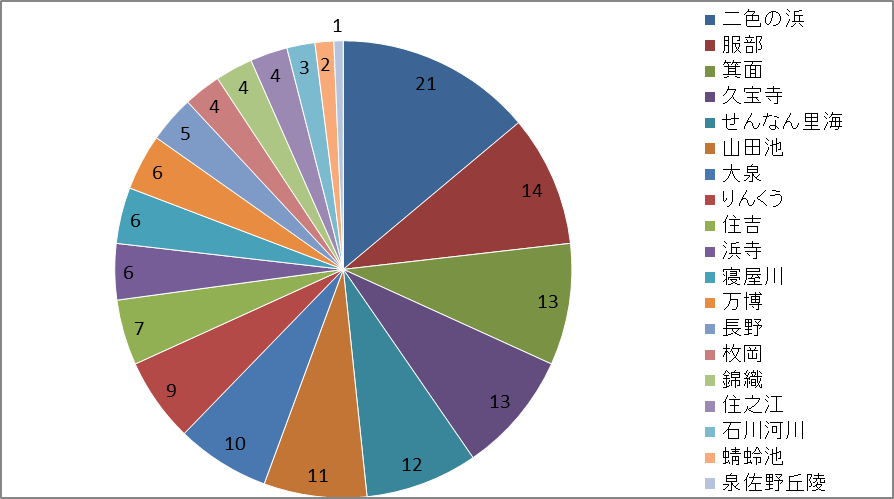 1
2
3
4
4
4
5
6
6
6
7
9
10
11
12
13
13
14
21
二色の浜
服部
箕面
久宝寺
せんなん里海
山田池
大泉
りんくう
住吉
浜寺
寝屋川
万博
長野
枚岡
錦織
住之江
石川河川
蜻蛉池
泉佐野丘陵